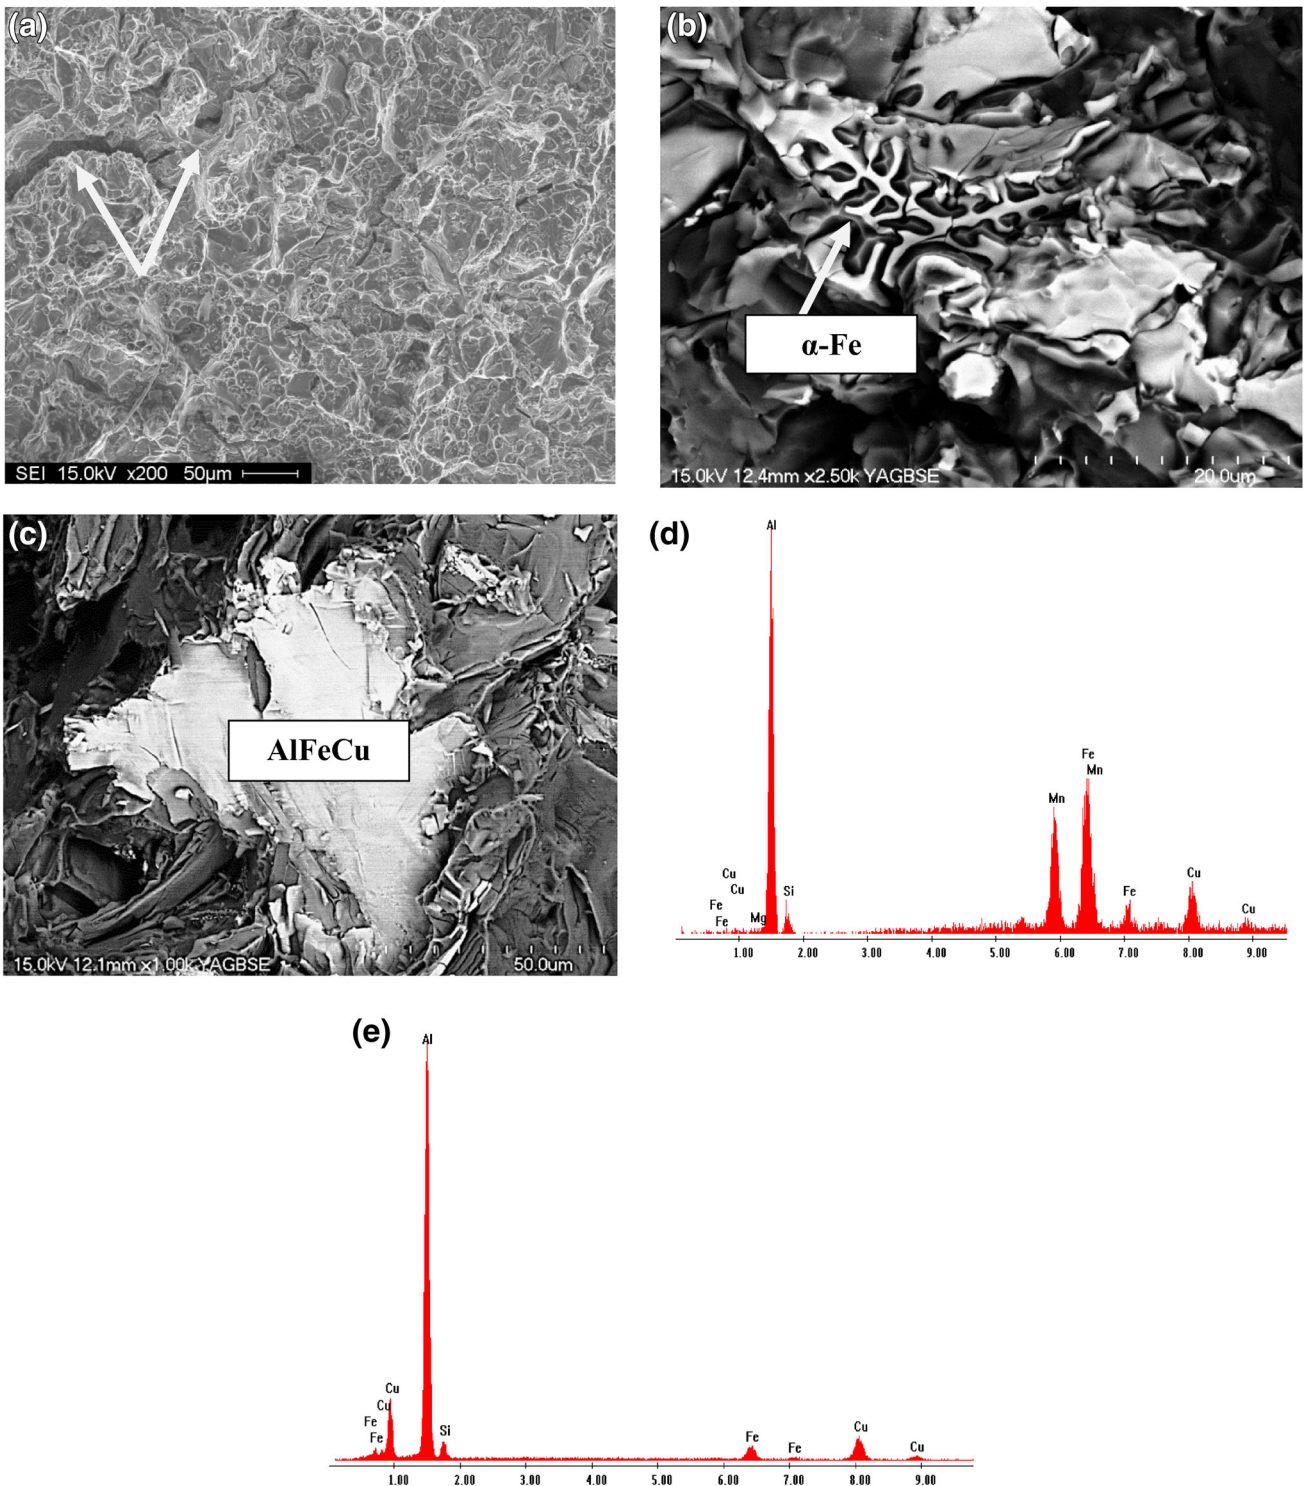 (a)
SEI 15.0kV x200 50µm
(b)
α-Fe
15.0kV 12.4mm x2.50k YAGBSE 20.0um
(c)
AlFeCu
15.0kV 12.1mm x1.00k YAGBSE 50.0um
(d)
Al
Fe
Mn
Mn
Cu
Cu
Fe
Fe
Mg
Si
Fe
Cu
Cu
1.00 2.00 3.00 4.00 5.00 6.00 7.00 8.00 9.00
(e)
Al
Cu
Cu
Fe
Fe
Si
Fe
Fe
Cu
Cu
1.00 2.00 3.00 4.00 5.00 6.00 7.00 8.00 9.00